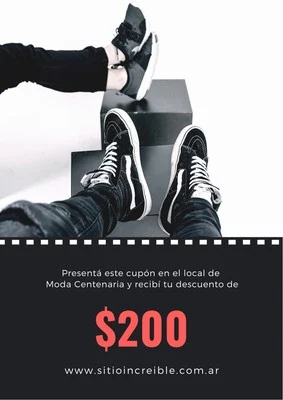 Presentá este cupón en el local de
Moda Centenaria y recibí tu descuento de
$200
www.sitioincreible.com.ar